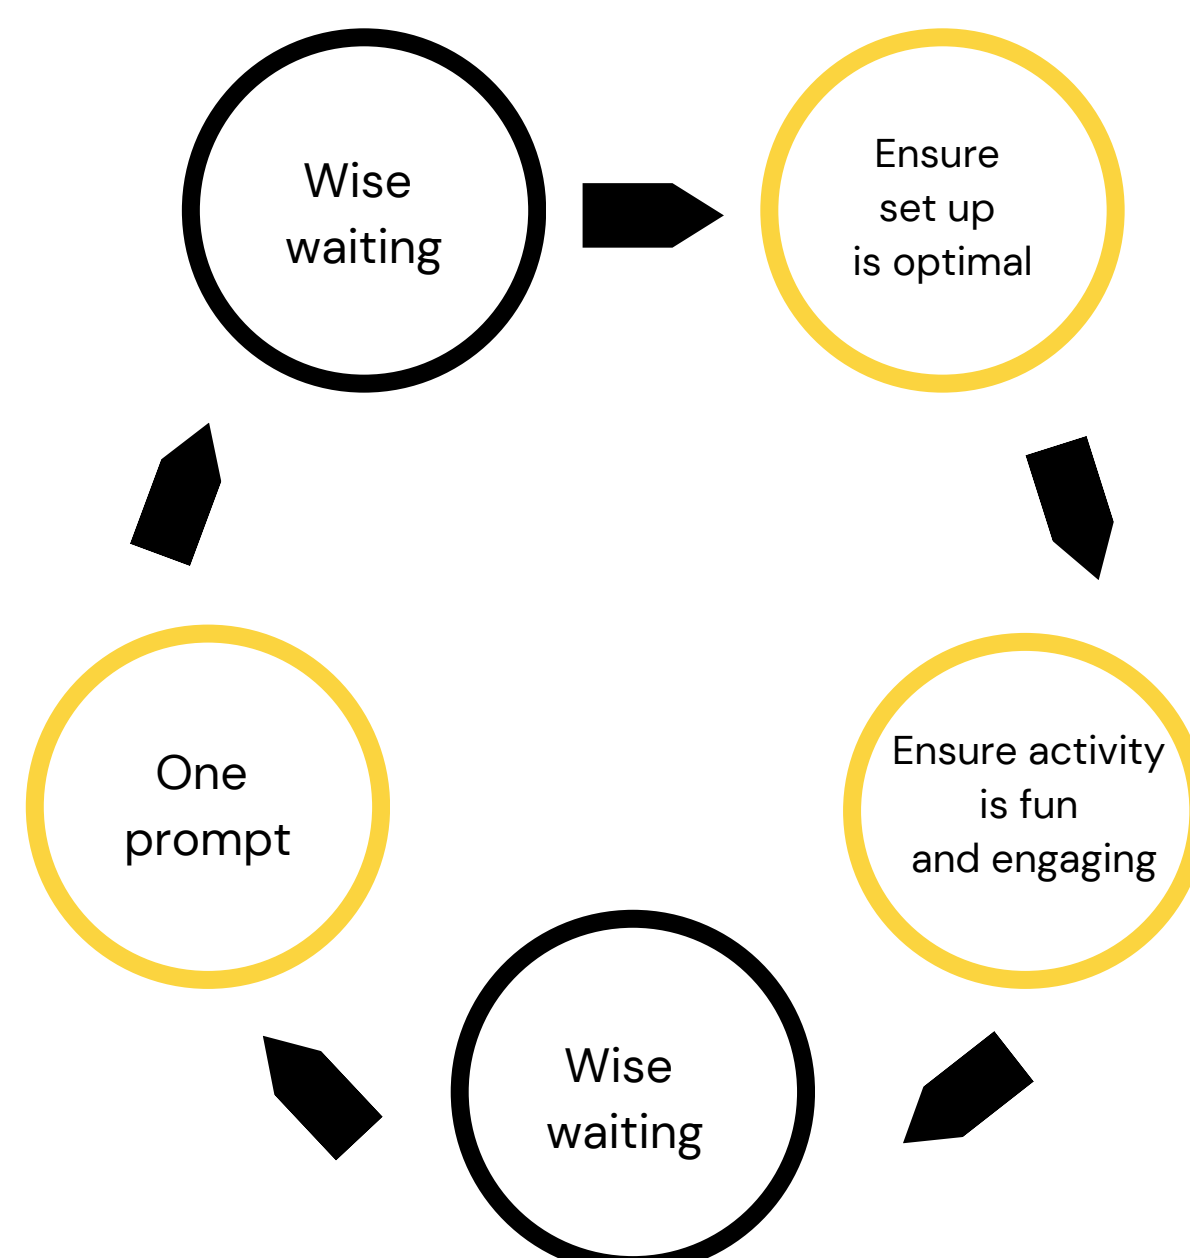 Wise
waiting
Ensure
set up
is optimal
Ensure activity
is fun
and engaging
Wise
waiting
One
prompt